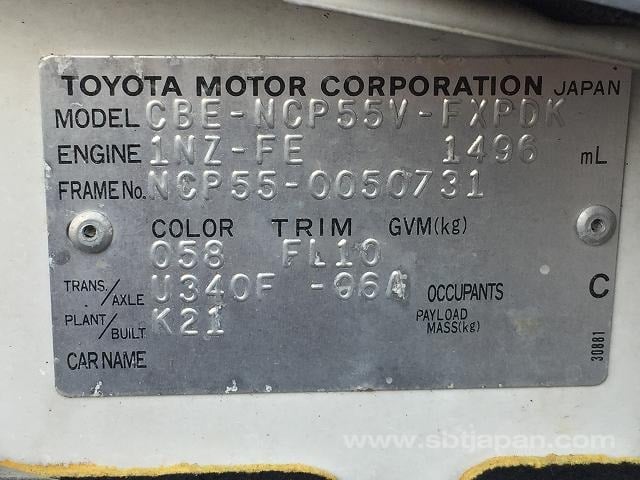 TOYOTA MOTOR CORPORATION JAPAN
MODEL CBE-NCP55V-FXPDK
ENGINE 1NZ-FE 1496 mL
FRAME No. NCP55-0050731
COLOR TRIM GVM(kg)
058 FL10
TRANS./AXLE U340F -06A OCCUPANTS C
PLANT/BUILT K21 PAYLOAD MASS(kg)
CAR NAME
30881
www.sbtjapan.com